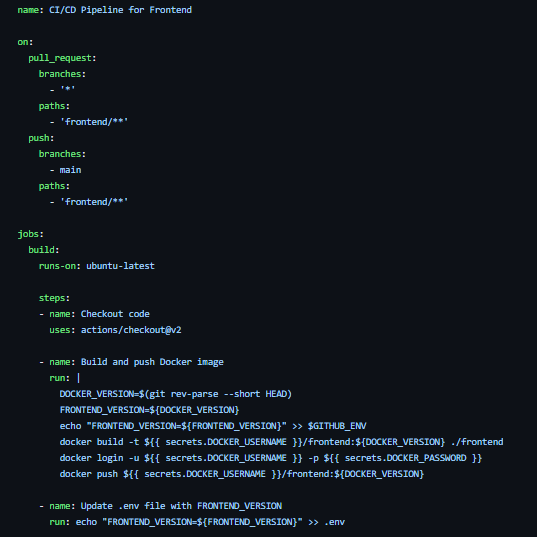 name: CI/CD Pipeline for Frontend

on:
  pull_request:
    branches:
      - '*'
    paths:
      - 'frontend/**'
  push:
    branches:
      - main
    paths:
      - 'frontend/**'

jobs:
  build:
    runs-on: ubuntu-latest

    steps:
    - name: Checkout code
      uses: actions/checkout@v2

    - name: Build and push Docker image
      run: |
        DOCKER_VERSION=$(git rev-parse --short HEAD)
        FRONTEND_VERSION=${DOCKER_VERSION}
        echo "FRONTEND_VERSION=${FRONTEND_VERSION}" >> $GITHUB_ENV
        docker build -t ${{ secrets.DOCKER_USERNAME }}/frontend:${DOCKER_VERSION} ./frontend
        docker login -u ${{ secrets.DOCKER_USERNAME }} -p ${{ secrets.DOCKER_PASSWORD }}
        docker push ${{ secrets.DOCKER_USERNAME }}/frontend:${DOCKER_VERSION}

    - name: Update .env file with FRONTEND_VERSION
      run: echo "FRONTEND_VERSION=${FRONTEND_VERSION}" >> .env